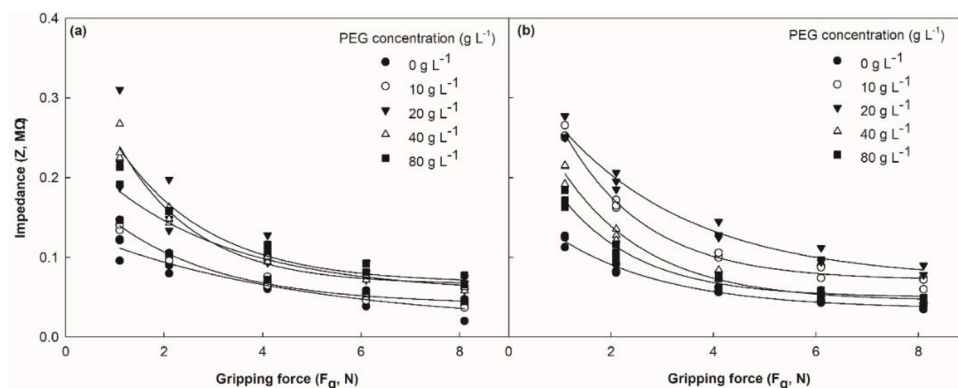 0.4
(a)
PEG concentration (g L⁻¹)
0 g L⁻¹
10 g L⁻¹
20 g L⁻¹
40 g L⁻¹
80 g L⁻¹
(b)
PEG concentration (g L⁻¹)
0 g L⁻¹
10 g L⁻¹
20 g L⁻¹
40 g L⁻¹
80 g L⁻¹
0.3
0.2
0.1
0.0
Impedance (Z, MΩ)
0 2 4 6 8 0 2 4 6 8
Gripping force (Fg, N) Gripping force (Fg, N)